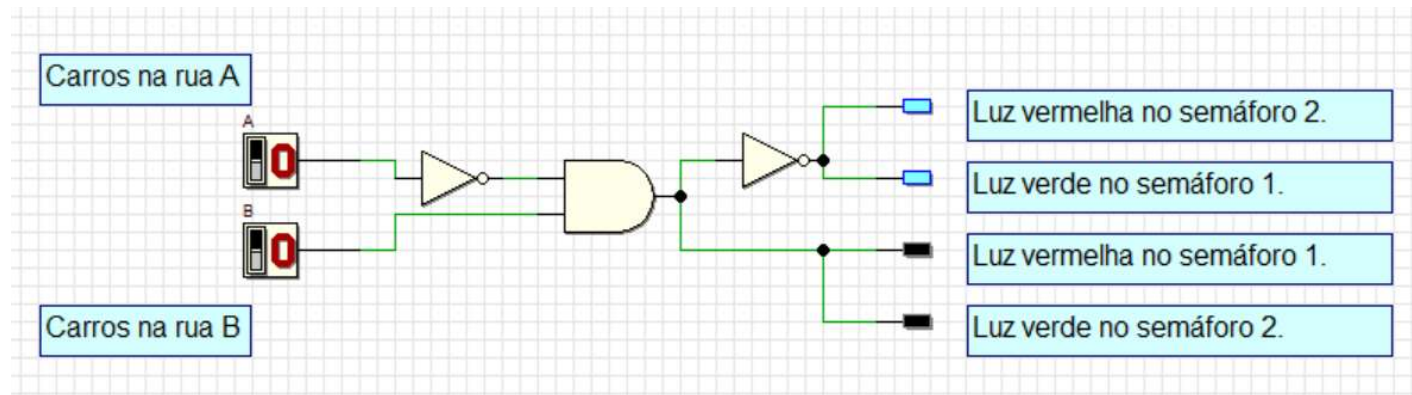 Carros na rua A
A
0
B
0
Carros na rua B
Luz vermelha no semáforo 2.
Luz verde no semáforo 1.
Luz vermelha no semáforo 1.
Luz verde no semáforo 2.